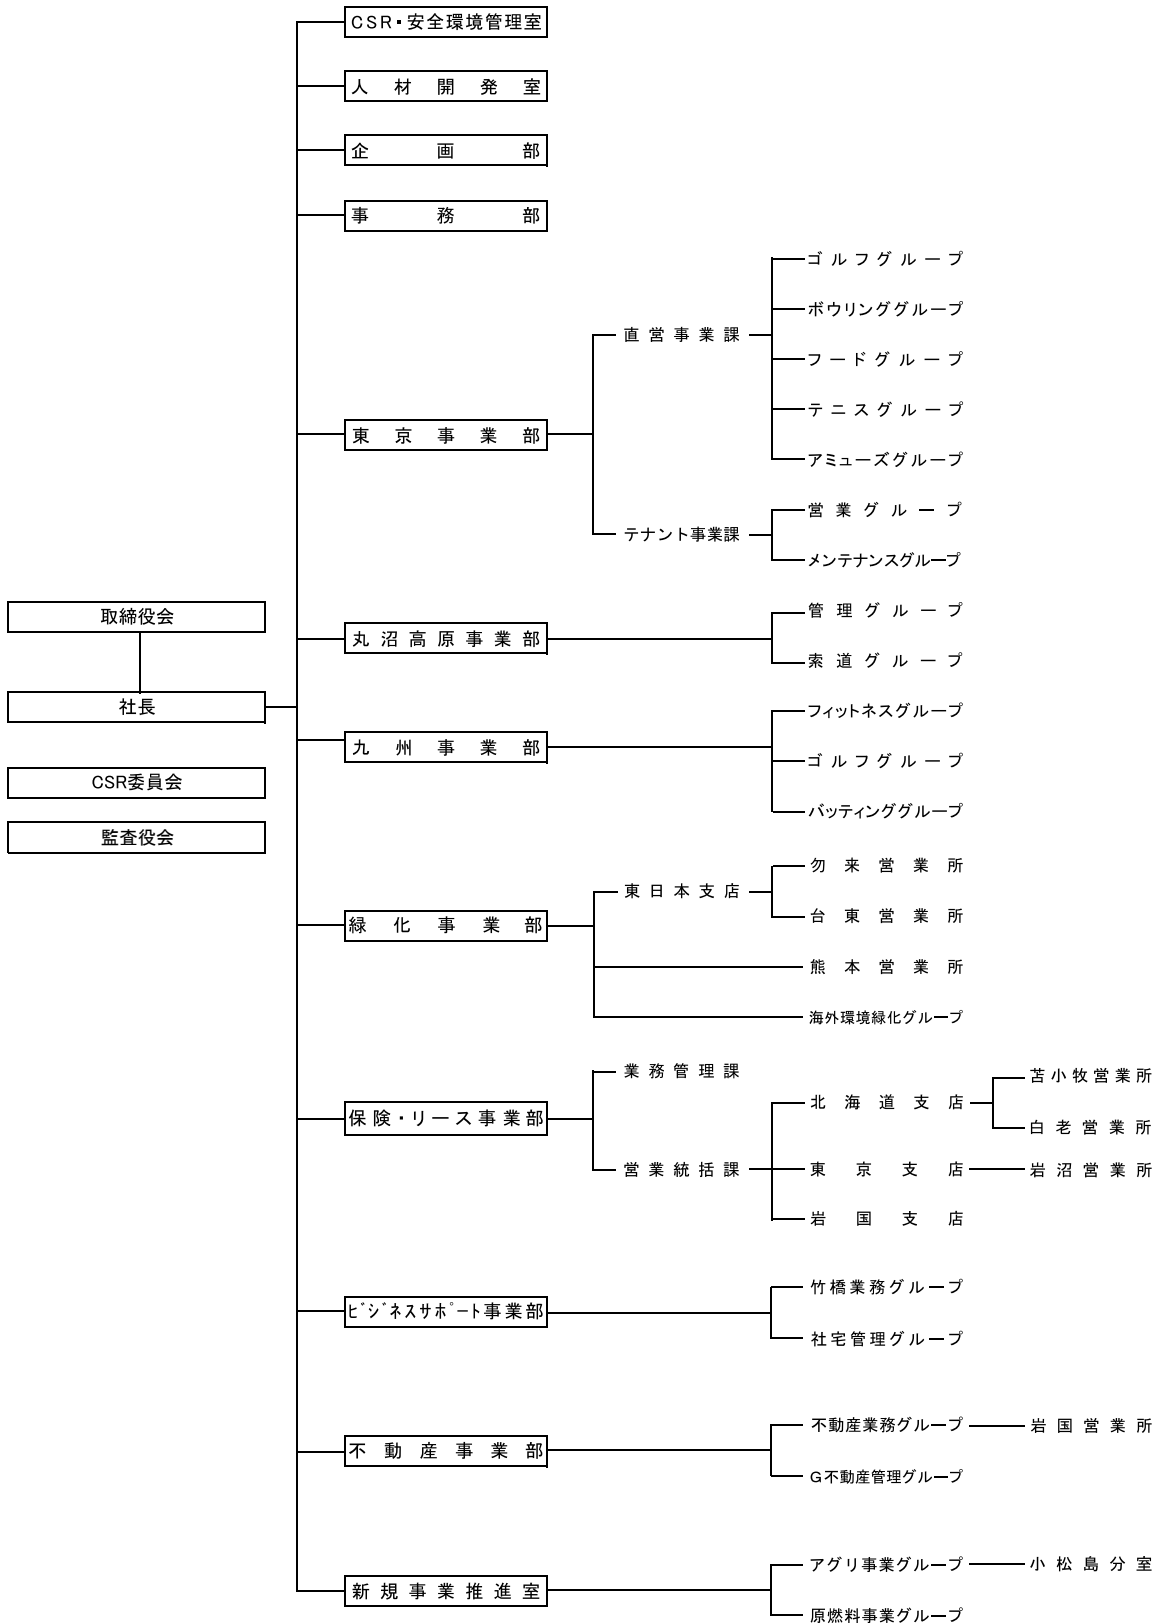 CSR・安全環境管理室
人材開発室
企画部
事務部
ゴルフグループ
ボウリンググループ
直営事業課
フードグループ
テニスグループ
東京事業部
アミューズグループ
営業グループ
テナント事業課
メンテナンスグループ
取締役会
管理グループ
丸沼高原事業部
索道グループ
社長
フィットネスグループ
九州事業部
ゴルフグループ
CSR委員会
バッティンググループ
監査役会
勿来営業所
東日本支店
台東営業所
緑化事業部
熊本営業所
海外環境緑化グループ
業務管理課
苫小牧営業所
北海道支店
保険・リース事業部
白老営業所
営業統括課
東京支店
岩沼営業所
岩国支店
竹橋業務グループ
ビジネスサポート事業部
社宅管理グループ
不動産業務グループ
岩国営業所
不動産事業部
G不動産管理グループ
アグリ事業グループ
小松島分室
新規事業推進室
原燃料事業グループ